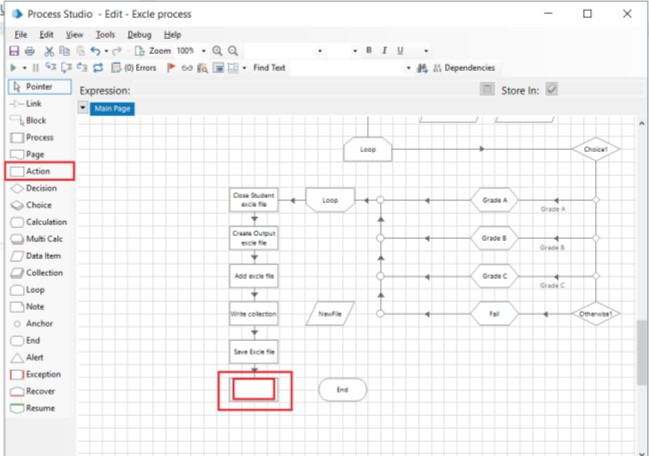 Process Studio - Edit - Excle process
File Edit View Tools Debug Help
Zoom 100% B I U
(0) Errors Find Text Dependencies
Pointer
Expression: Store In:
Link
Main Page
Block
Process
Page
Loop
Choice1
Action
Decision
Choice
Close Student
excle file
Loop
Grade A
Grade A
Calculation
Multi Calc
Create Output
excle file
Grade B
Grade B
Data Item
Collection
Add excle file
Grade C
Grade C
Loop
Note
Write collection
NewFile
Fail
Otherwise1
Anchor
End
Save Excle file
Alert
Exception
Recover
End
Resume